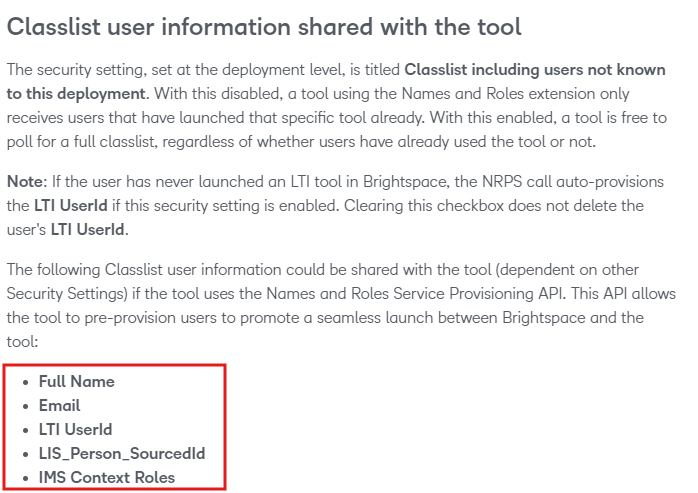 Classlist user information shared with the tool
The security setting, set at the deployment level, is titled Classlist including users not known
to this deployment. With this disabled, a tool using the Names and Roles extension only
receives users that have launched that specific tool already. With this enabled, a tool is free to
poll for a full classlist, regardless of whether users have already used the tool or not.
Note: If the user has never launched an LTI tool in Brightspace, the NRPS call auto-provisions
the LTI UserId if this security setting is enabled. Clearing this checkbox does not delete the
user's LTI UserId.
The following Classlist user information could be shared with the tool (dependent on other
Security Settings) if the tool uses the Names and Roles Service Provisioning API. This API allows
the tool to pre-provision users to promote a seamless launch between Brightspace and the
tool:
• Full Name
• Email
• LTI UserId
• LIS_Person_SourcedId
• IMS Context Roles